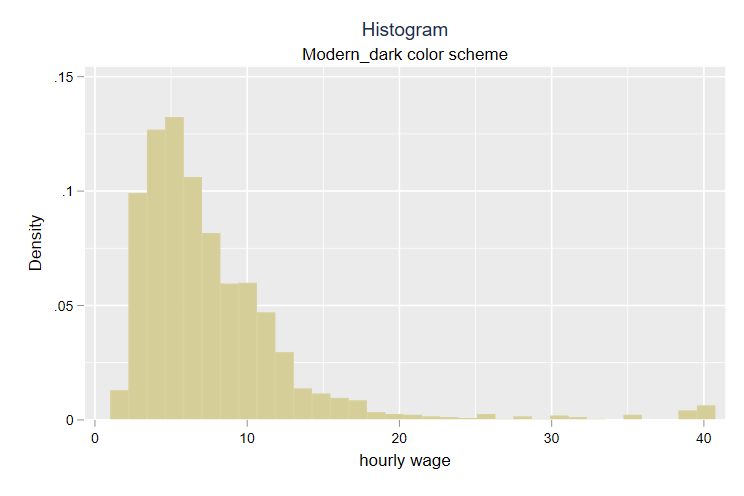 Histogram
Modern_dark color scheme
.15
.1
.05
0
Density
0 10 20 30 40
hourly wage